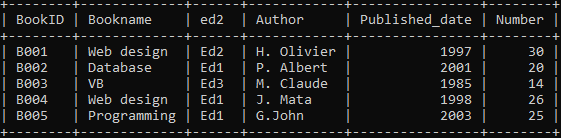 +--------+-------------+------+------------+----------------+--------+
| BookID | Bookname    | ed2  | Author     | Published_date | Number |
+--------+-------------+------+------------+----------------+--------+
| B001   | Web design  | Ed2  | H. Olivier |           1997 |     30 |
| B002   | Database    | Ed1  | P. Albert  |           2001 |     20 |
| B003   | VB          | Ed3  | M. Claude  |           1985 |     14 |
| B004   | Web design  | Ed1  | J. Mata    |           1998 |     26 |
| B005   | Programming | Ed1  | G.John     |           2003 |     25 |
+--------+-------------+------+------------+----------------+--------+